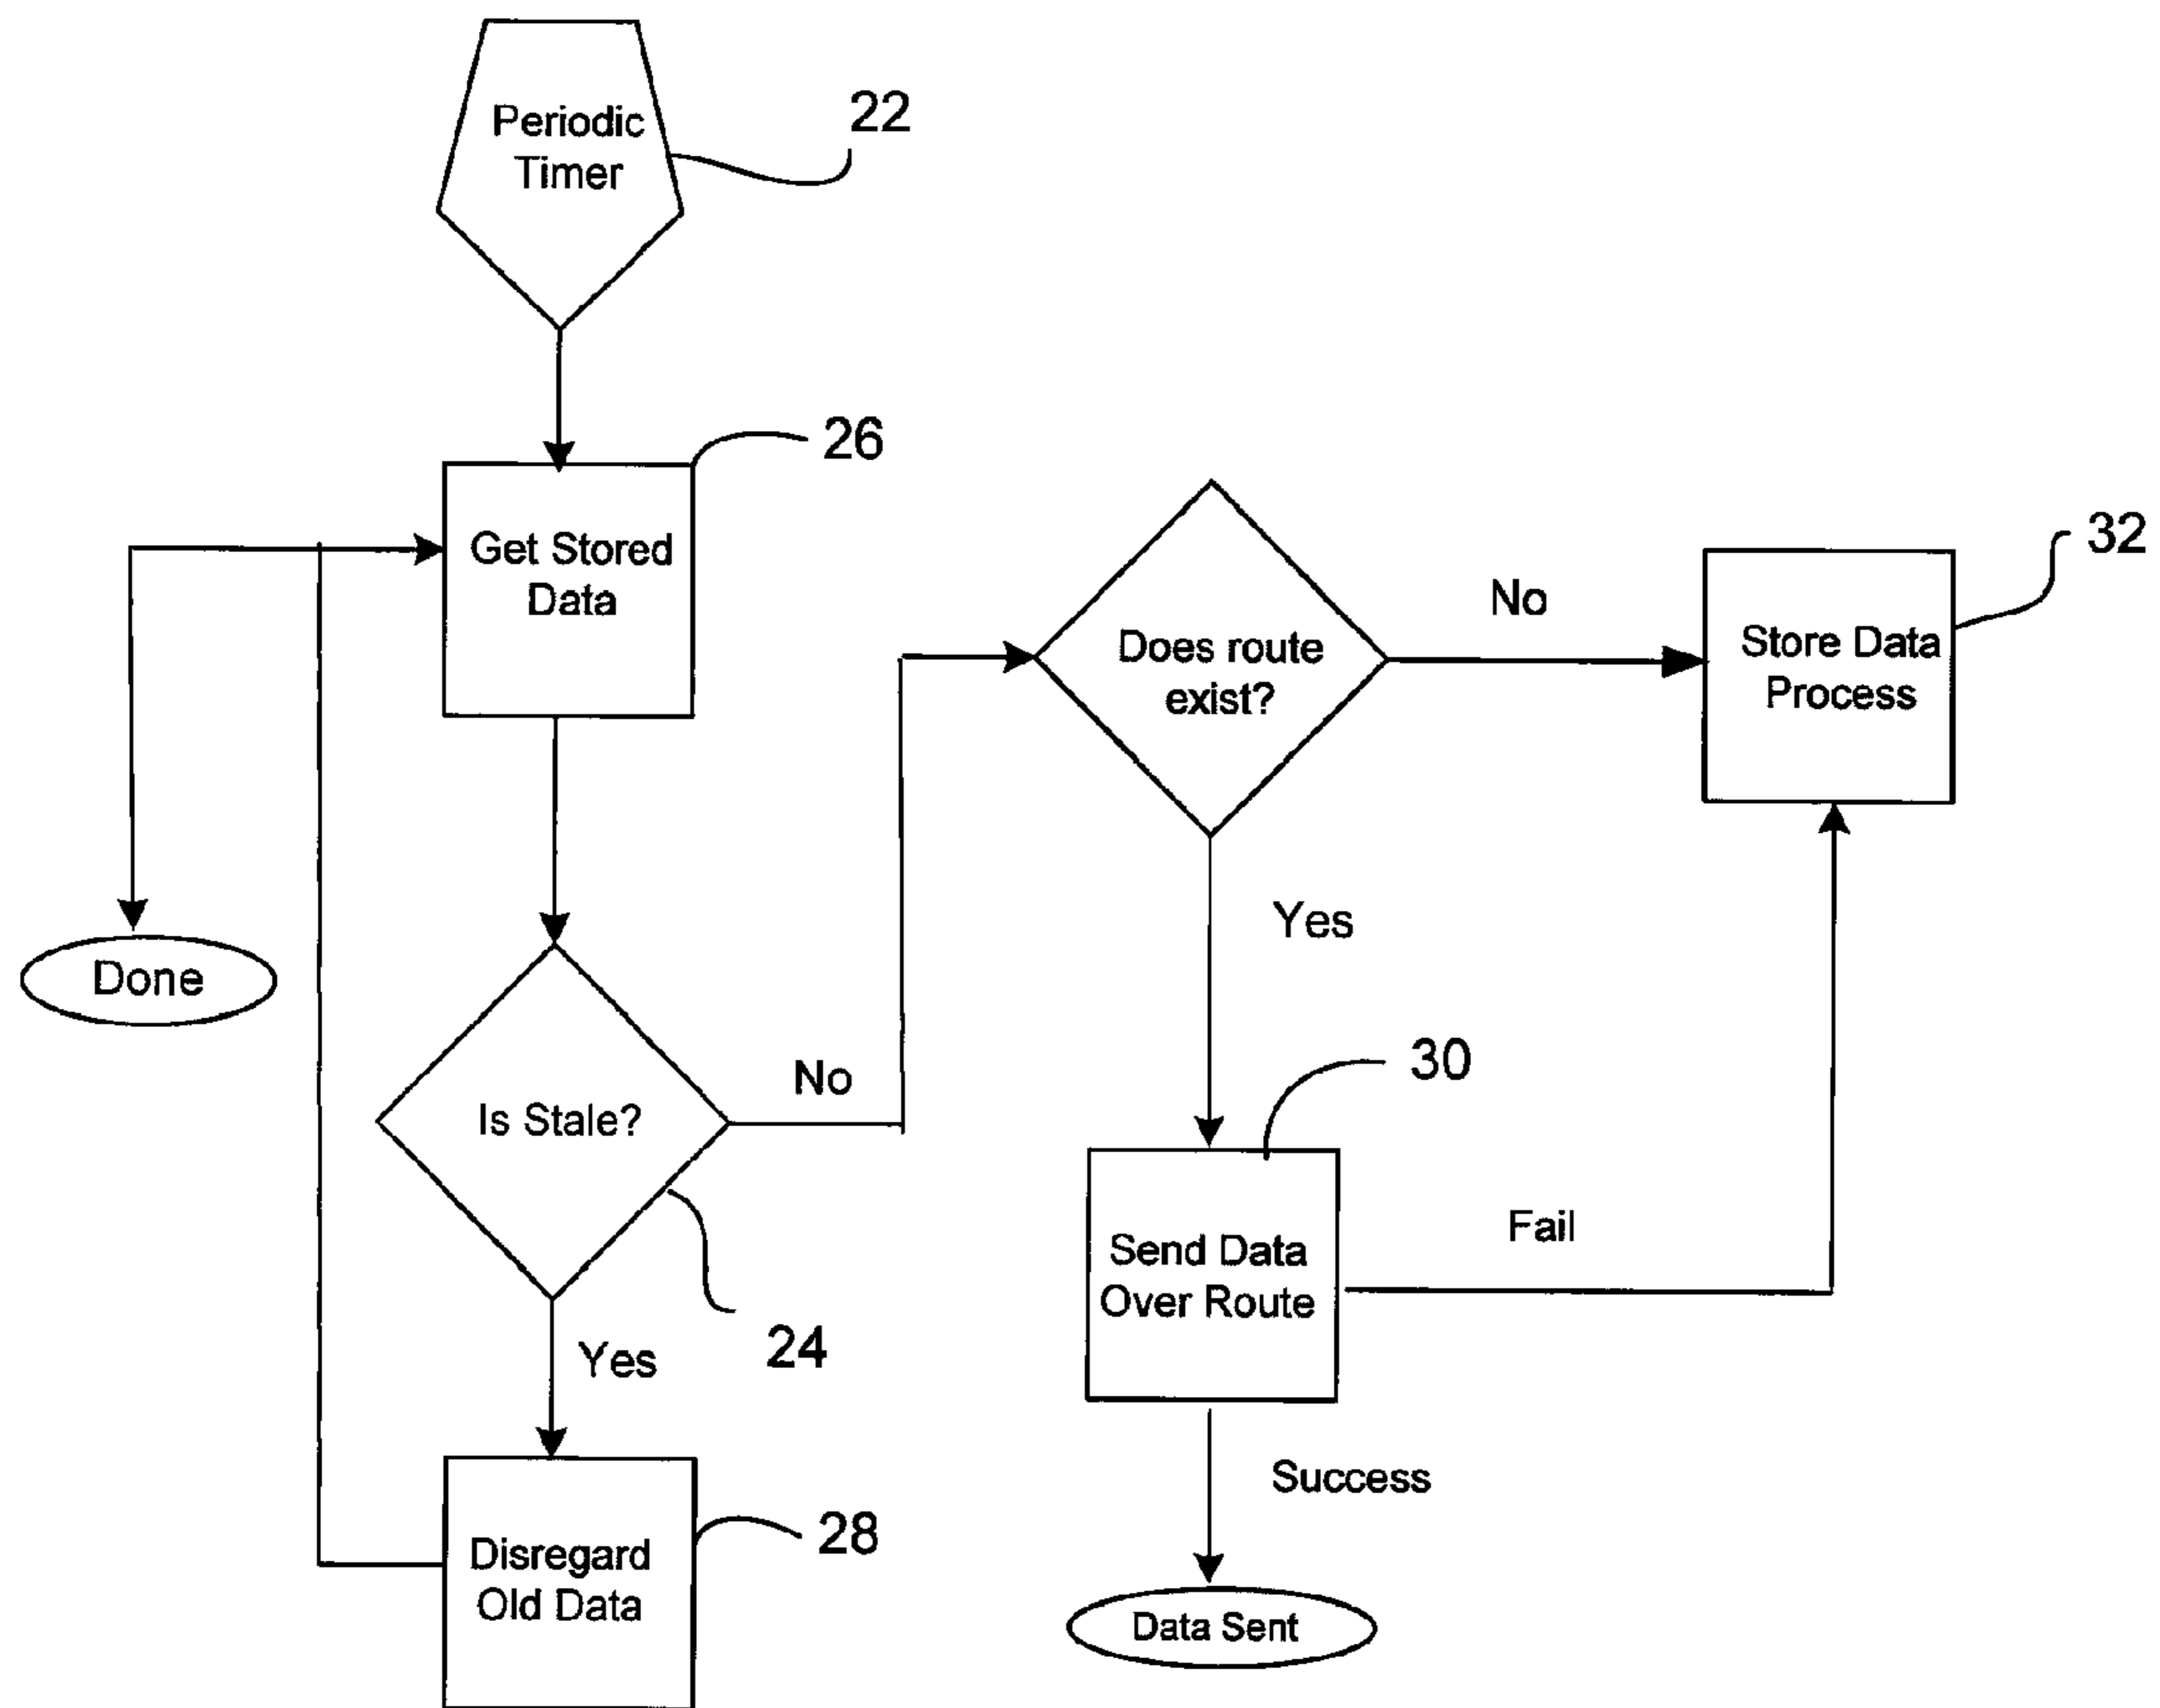 Periodic
Timer
22
26
Get Stored
Data
Does route
exist?
No
Store Data
Process
32
Done
Is Stale?
No
24
Yes
Disregard
Old Data
28
Yes
30
Send Data
Over Route
Fail
Success
Data Sent